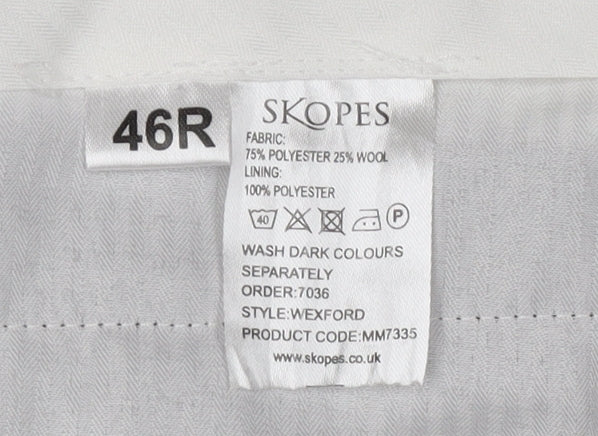 46R
SKOPES
FABRIC:
75% POLYESTER 25% WOOL
LINING:
100% POLYESTER
40 P
WASH DARK COLOURS
SEPARATELY
ORDER:7036
STYLE:WEXFORD
PRODUCT CODE:MM7335
www.skopes.co.uk